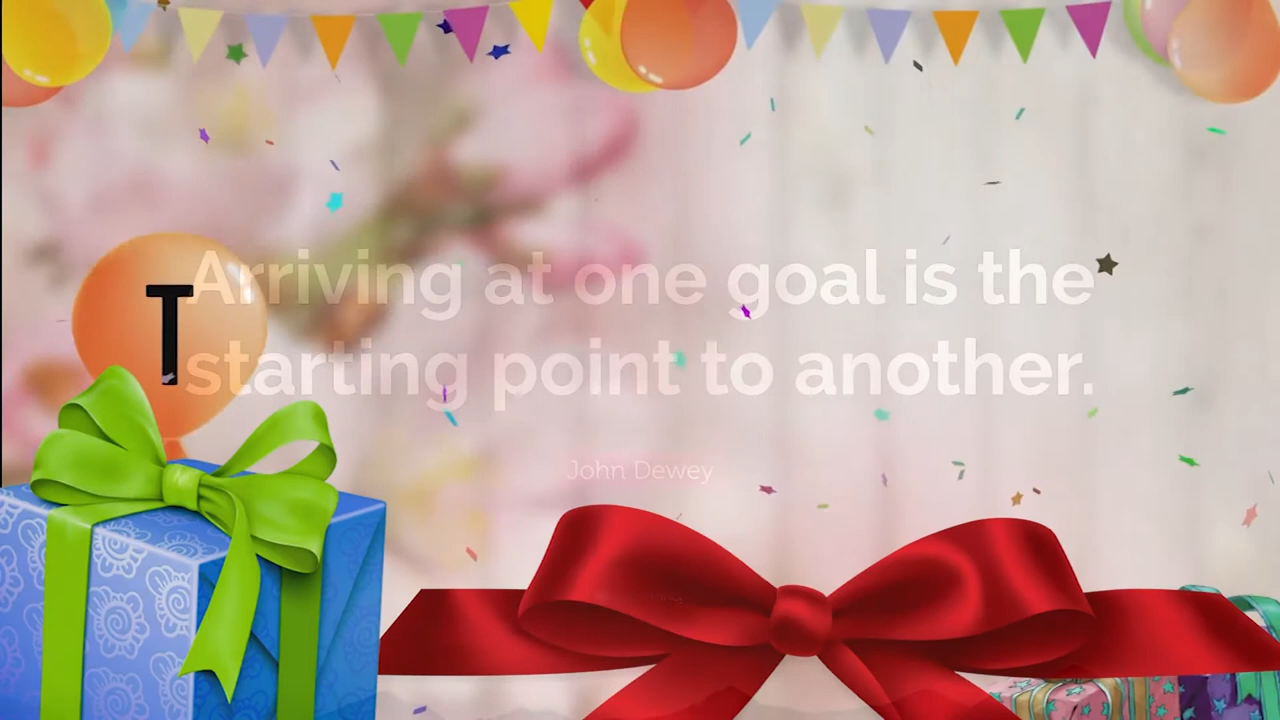 T
Arriving at one goal is the
starting point to another.
John Dewey